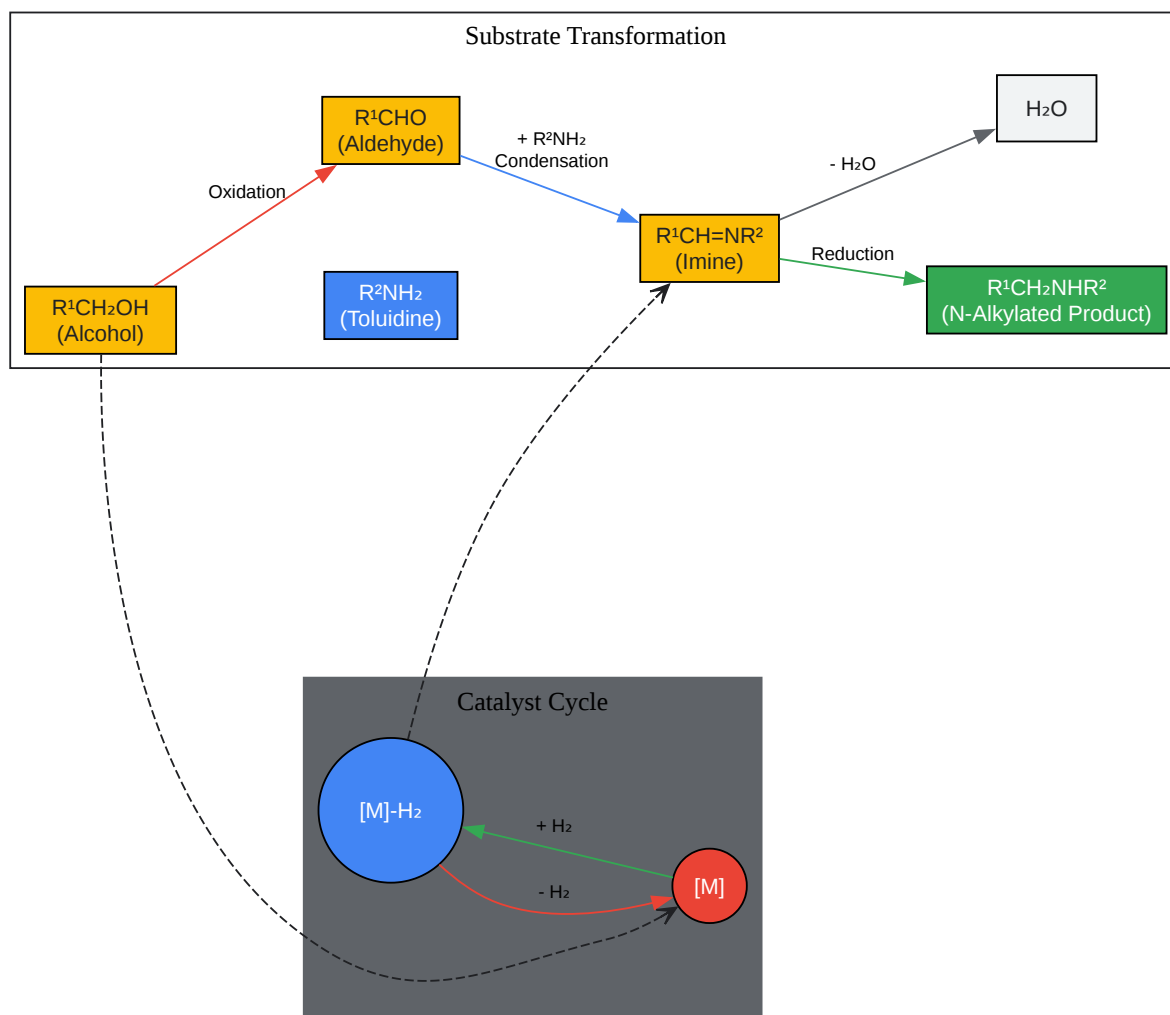 Substrate Transformation
R¹CHO
(Aldehyde)
H₂O
+ R²NH₂
Condensation
- H₂O
Oxidation
R¹CH=NR²
(Imine)
Reduction
R¹CH₂OH
(Alcohol)
R²NH₂
(Toluidine)
R¹CH₂NHR²
(N-Alkylated Product)
Catalyst Cycle
[M]-H₂
+ H₂
- H₂
[M]